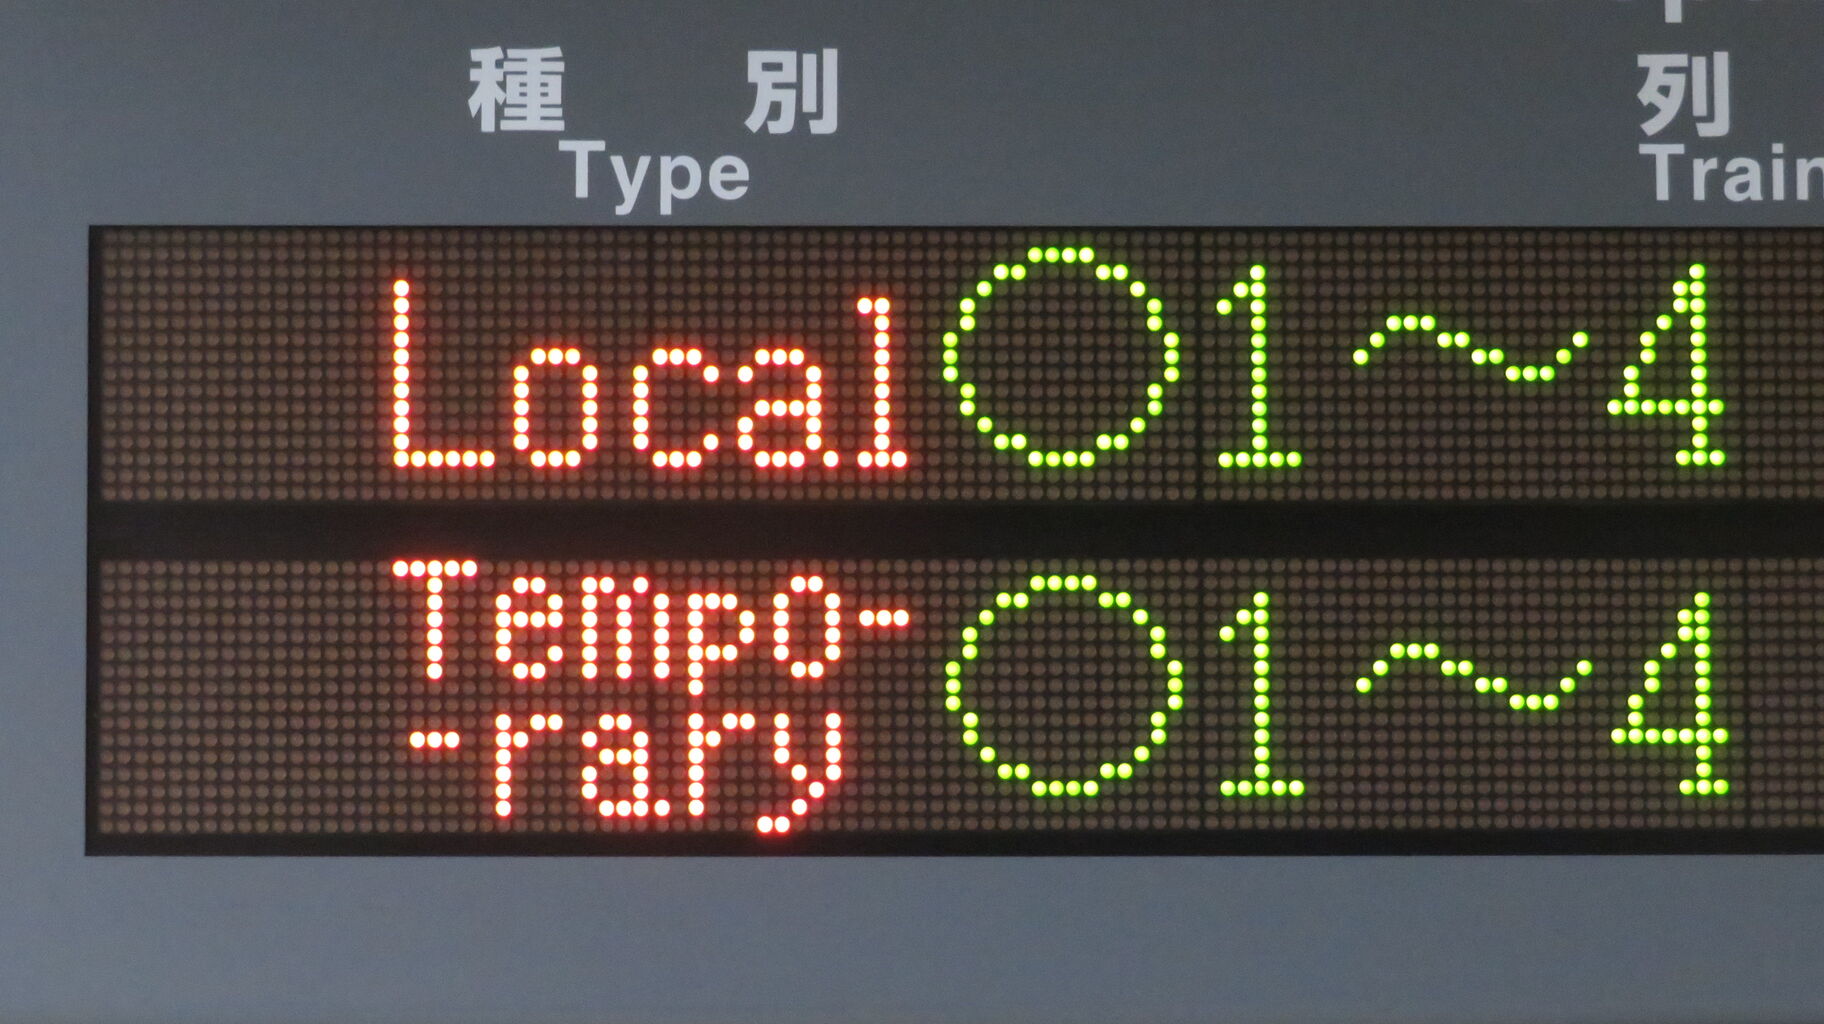 種別 列
Type Train
Local ○1～4
Tempo- ○1～4
-rary